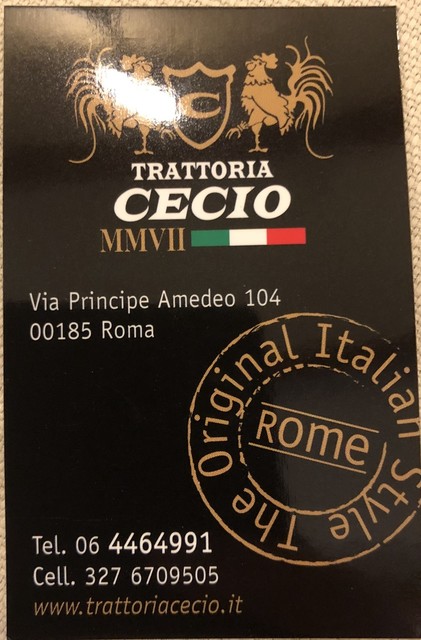 C
TRATTORIA
CECIO
MMVII
Via Principe Amedeo 104
00185 Roma
The Original Italian Style
Rome
Tel. 06 4464991
Cell. 327 6709505
www.trattoriacecio.it